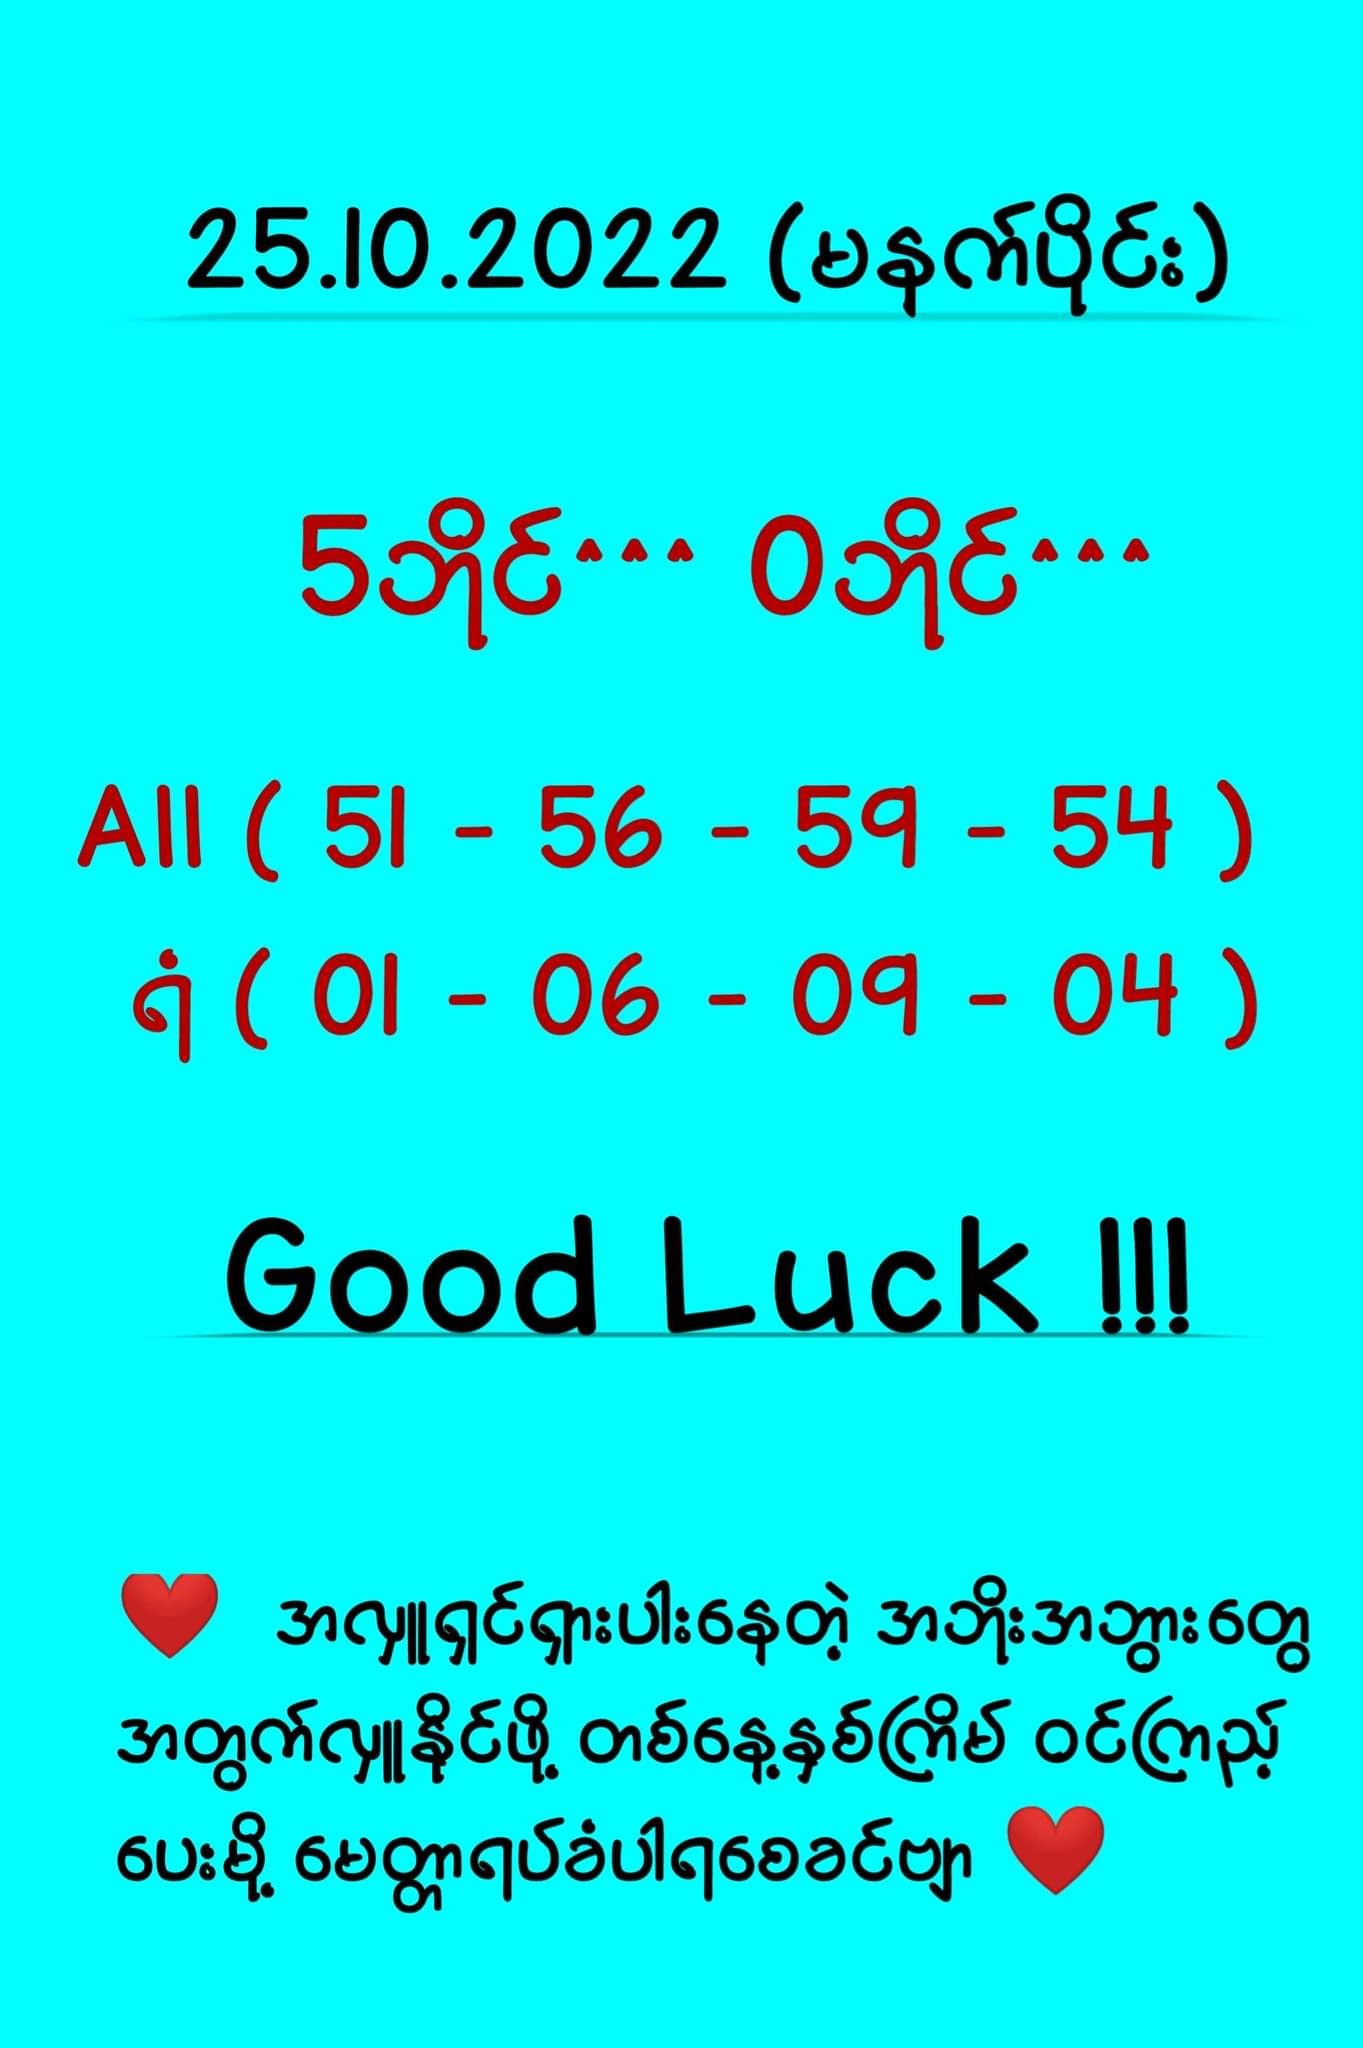 25.10.2022 (မနက်ပိုင်း)
5ဘိုင်^^^ 0ဘိုင်^^^
All ( 51 - 56 - 59 - 54 )
ရံ ( 01 - 06 - 09 - 04 )
Good Luck !!!
❤️ အလှူရှင်ရှားပါးနေတဲ့ အဘိုးအဘွားတွေ
အတွက်လှူနိုင်ဖို့ တစ်နေ့နှစ်ကြိမ် ဝင်ကြည့်
ပေးဖို့ မေတ္တာရပ်ခံပါရစေခင်ဗျာ ❤️